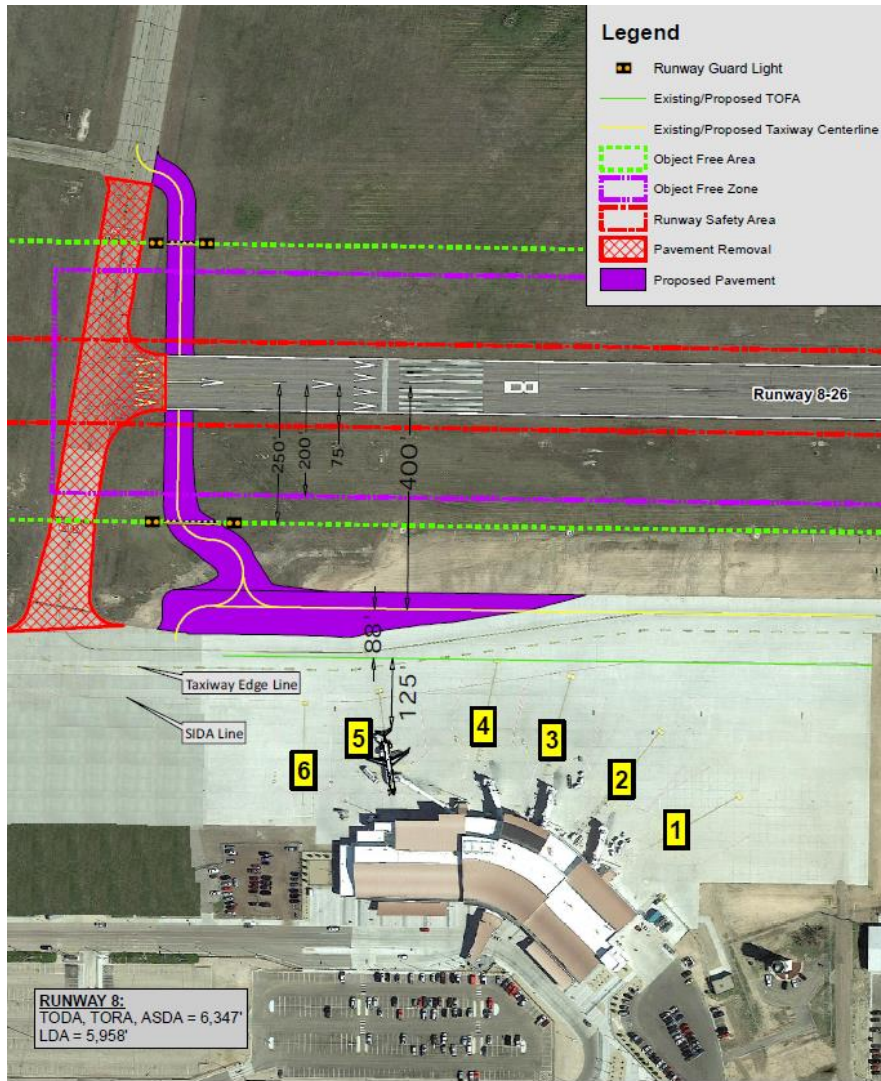 Legend
Runway Guard Light
Existing/Proposed TOFA
Existing/Proposed Taxiway Centerline
Object Free Area
Object Free Zone
Runway Safety Area
Pavement Removal
Proposed Pavement
8
Runway 8-26
250'
200'
75'
400'
88'
125'
Taxiway Edge Line
SIDA Line
5
4
3
6
2
1
RUNWAY 8:
TODA, TORA, ASDA = 6,347'
LDA = 5,958'